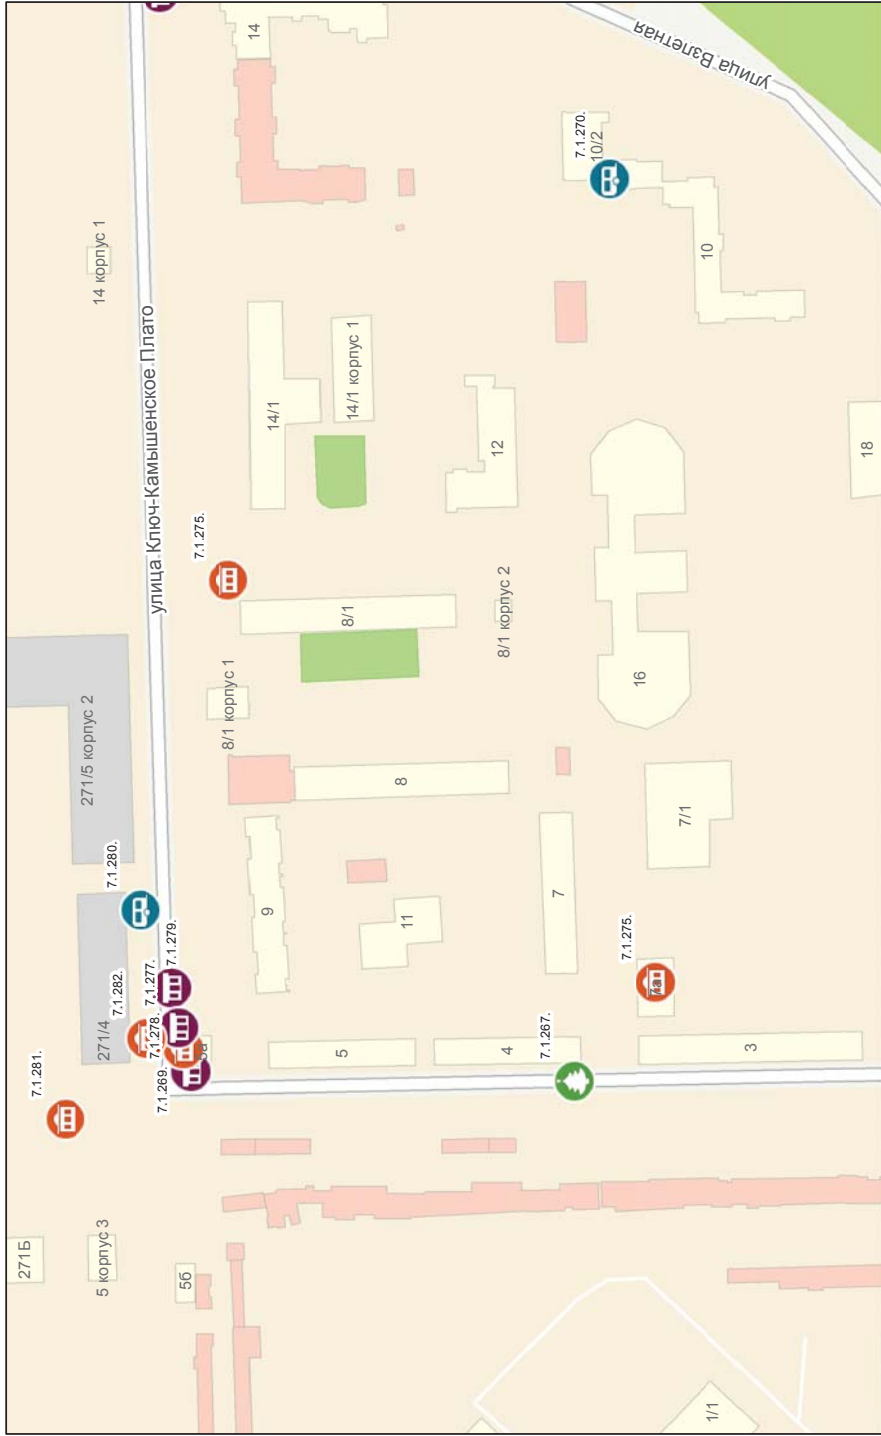 14
улица Взлетная
7.1.270.
10/2
10
14 корпус 1
улица Ключ-Камышенское Плато
14/1
14/1 корпус 1
12
18
7.1.275.
8/1
8/1 корпус 2
16
8/1 корпус 1
271/5 корпус 2
8
7/1
7
9
11
7.1.280.
7.1.279.
7.1.277.
7.1.282.
7.1.278.
271/4
7.1.269.
7.1.281.
5а
5
4
7.1.267.
7.1.275.
7а
3
271Б
5 корпус 3
5б
1/1